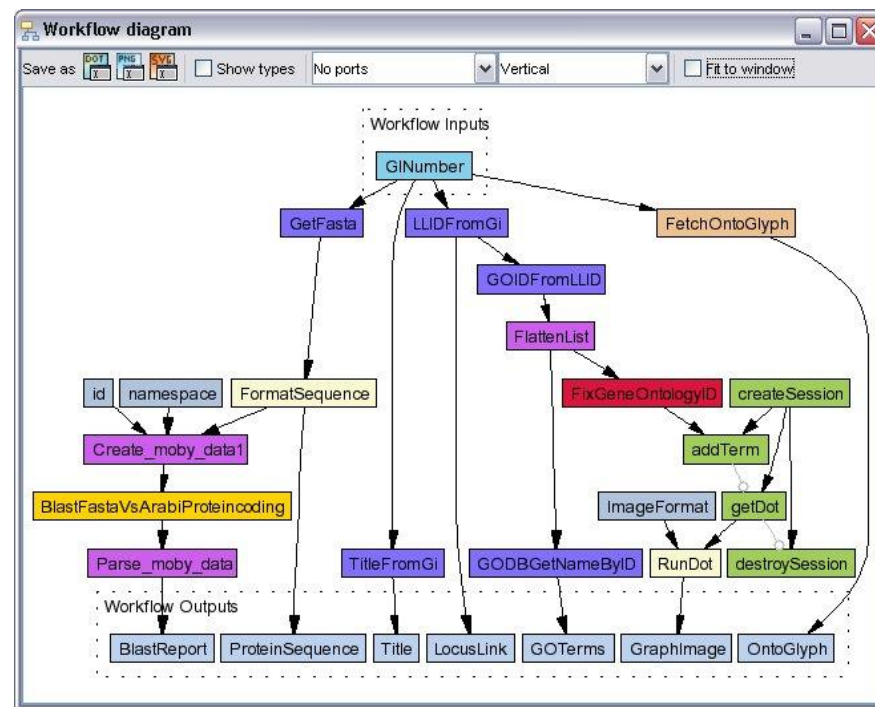 Workflow diagram
Save as DOT PNG SVG Show types No ports Vertical Fit to window
Workflow Inputs
GINumber
GetFasta LLIDFromGi FetchOntoGlyph
GOIDFromLLID
FlattenList
id namespace FormatSequence FixGeneOntologyID createSession
Create_moby_data1 addTerm
BlastFastaVsArabiProteincoding ImageFormat getDot
Parse_moby_data TitleFromGi GODBGetNameByID RunDot destroySession
Workflow Outputs
BlastReport ProteinSequence Title LocusLink GOTerms GraphImage OntoGlyph